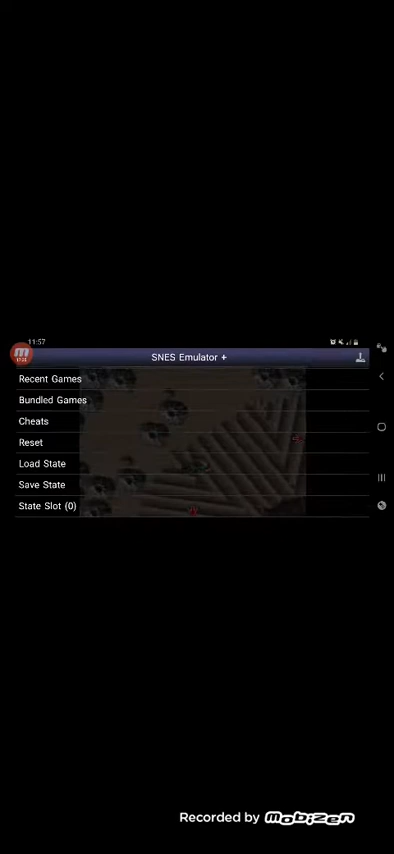 11:57
SNES Emulator +
Recent Games
Bundled Games
Cheats
Reset
Load State
Save State
State Slot (0)
Recorded by Mobizen